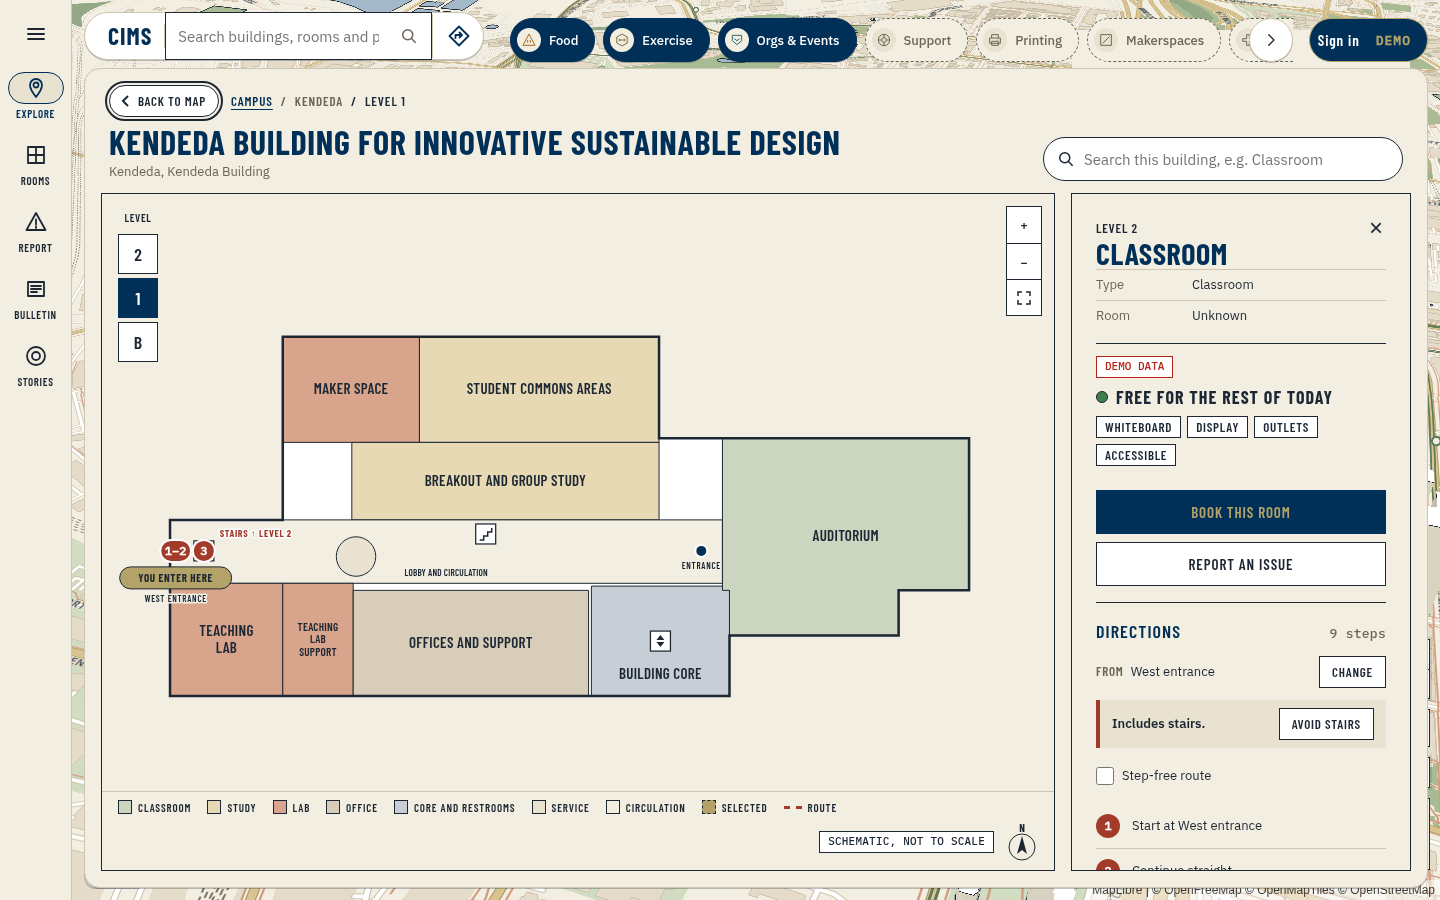 CIMS
Search buildings, rooms and p
Food
Exercise
Orgs & Events
Support
Printing
Makerspaces
Sign in DEMO
EXPLORE
ROOMS
REPORT
BULLETIN
STORIES
BACK TO MAP
CAMPUS / KENDEDA / LEVEL 1
KENDEDA BUILDING FOR INNOVATIVE SUSTAINABLE DESIGN
Kendeda, Kendeda Building
Search this building, e.g. Classroom
LEVEL
2
1
B
+
−
MAKER SPACE
STUDENT COMMONS AREAS
BREAKOUT AND GROUP STUDY
AUDITORIUM
STAIRS ↑ LEVEL 2
1–2
3
YOU ENTER HERE
WEST ENTRANCE
LOBBY AND CIRCULATION
ENTRANCE
TEACHING
LAB
TEACHING
LAB
SUPPORT
OFFICES AND SUPPORT
BUILDING CORE
CLASSROOM
STUDY
LAB
OFFICE
CORE AND RESTROOMS
SERVICE
CIRCULATION
SELECTED
ROUTE
SCHEMATIC, NOT TO SCALE
N
LEVEL 2
CLASSROOM
Type Classroom
Room Unknown
DEMO DATA
FREE FOR THE REST OF TODAY
WHITEBOARD
DISPLAY
OUTLETS
ACCESSIBLE
BOOK THIS ROOM
REPORT AN ISSUE
DIRECTIONS 9 steps
FROM West entrance CHANGE
Includes stairs. AVOID STAIRS
Step-free route
1 Start at West entrance
2 Continue straight
MapLibre | © OpenFreeMap © OpenMapTiles © OpenStreetMap